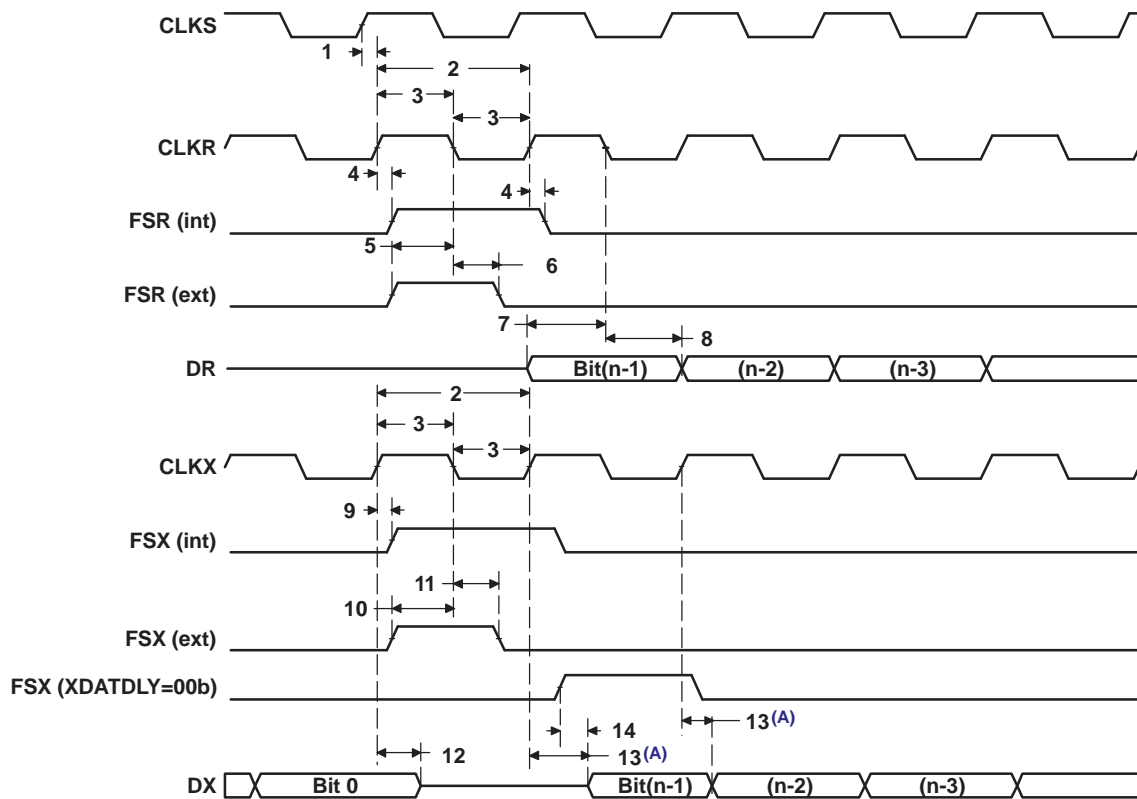 CLKS
1
2
3
3
CLKR
4
4
FSR (int)
5
6
FSR (ext)
7
8
DR
Bit(n-1)
(n-2)
(n-3)
2
3
3
CLKX
9
FSX (int)
11
10
FSX (ext)
FSX (XDATDLY=00b)
14
13(A)
12
13(A)
DX
Bit 0
Bit(n-1)
(n-2)
(n-3)